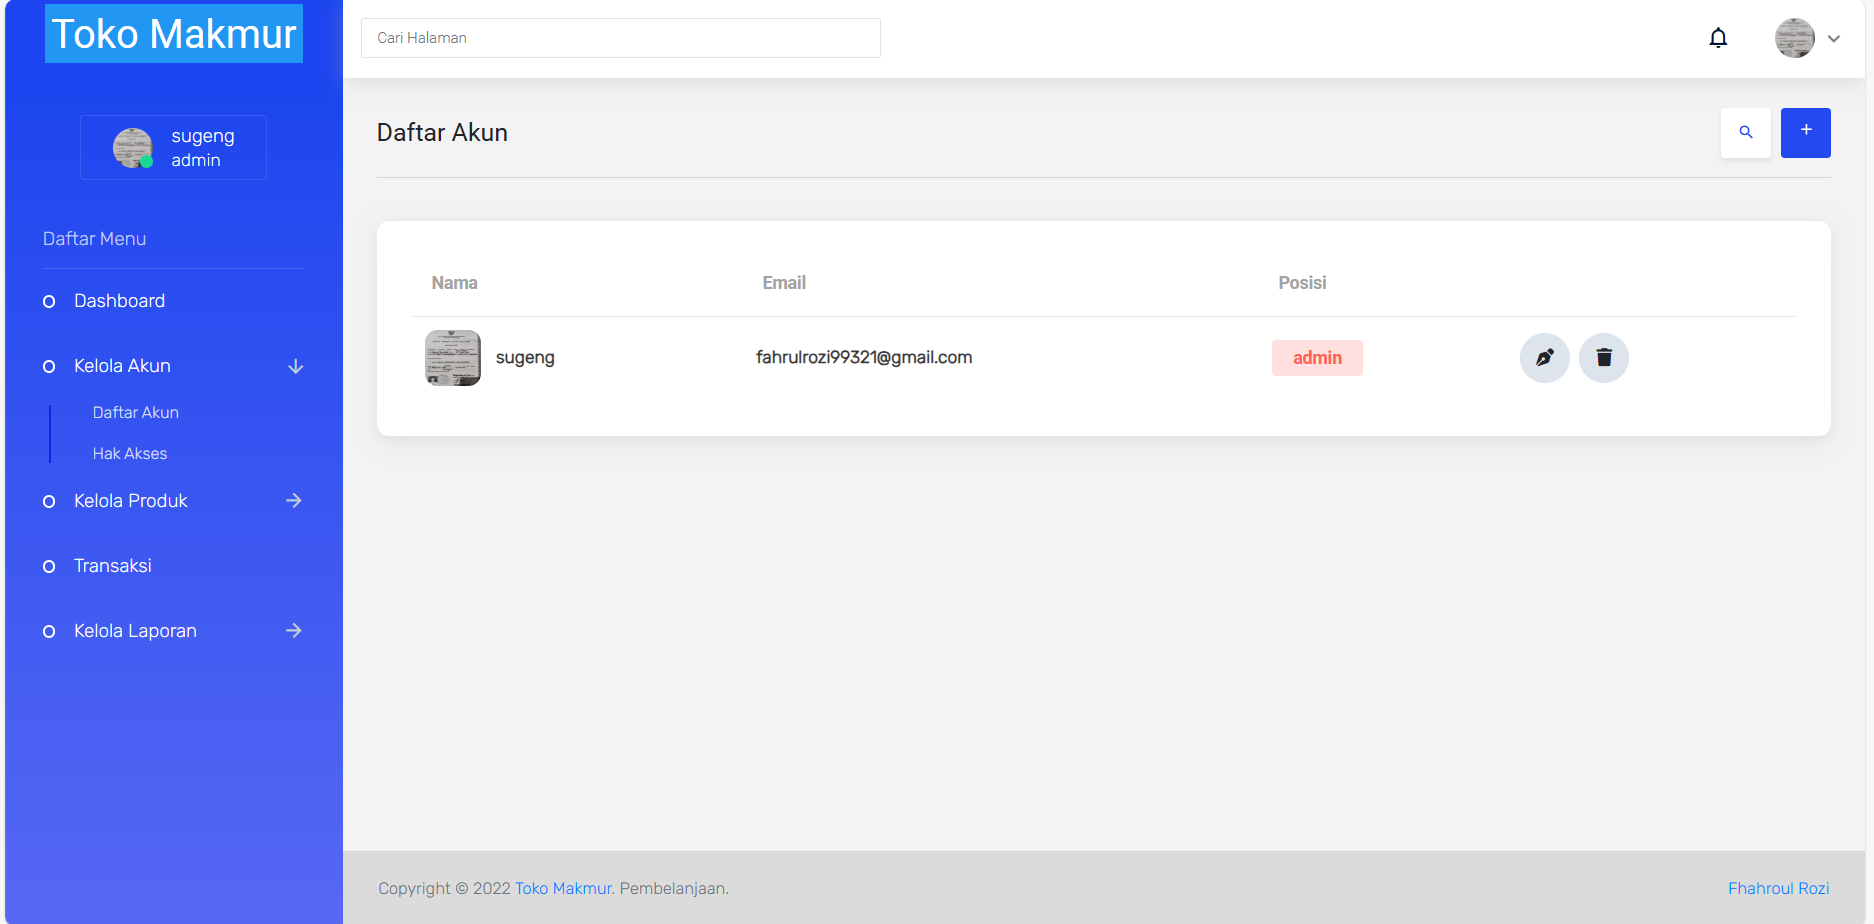 Toko Makmur
Cari Halaman
sugeng
admin
Daftar Menu
Dashboard
Kelola Akun
Daftar Akun
Hak Akses
Kelola Produk
Transaksi
Kelola Laporan
Daftar Akun
+
Nama Email Posisi
sugeng fahrulrozi99321@gmail.com admin
Copyright © 2022 Toko Makmur. Pembelanjaan. Fhahroul Rozi